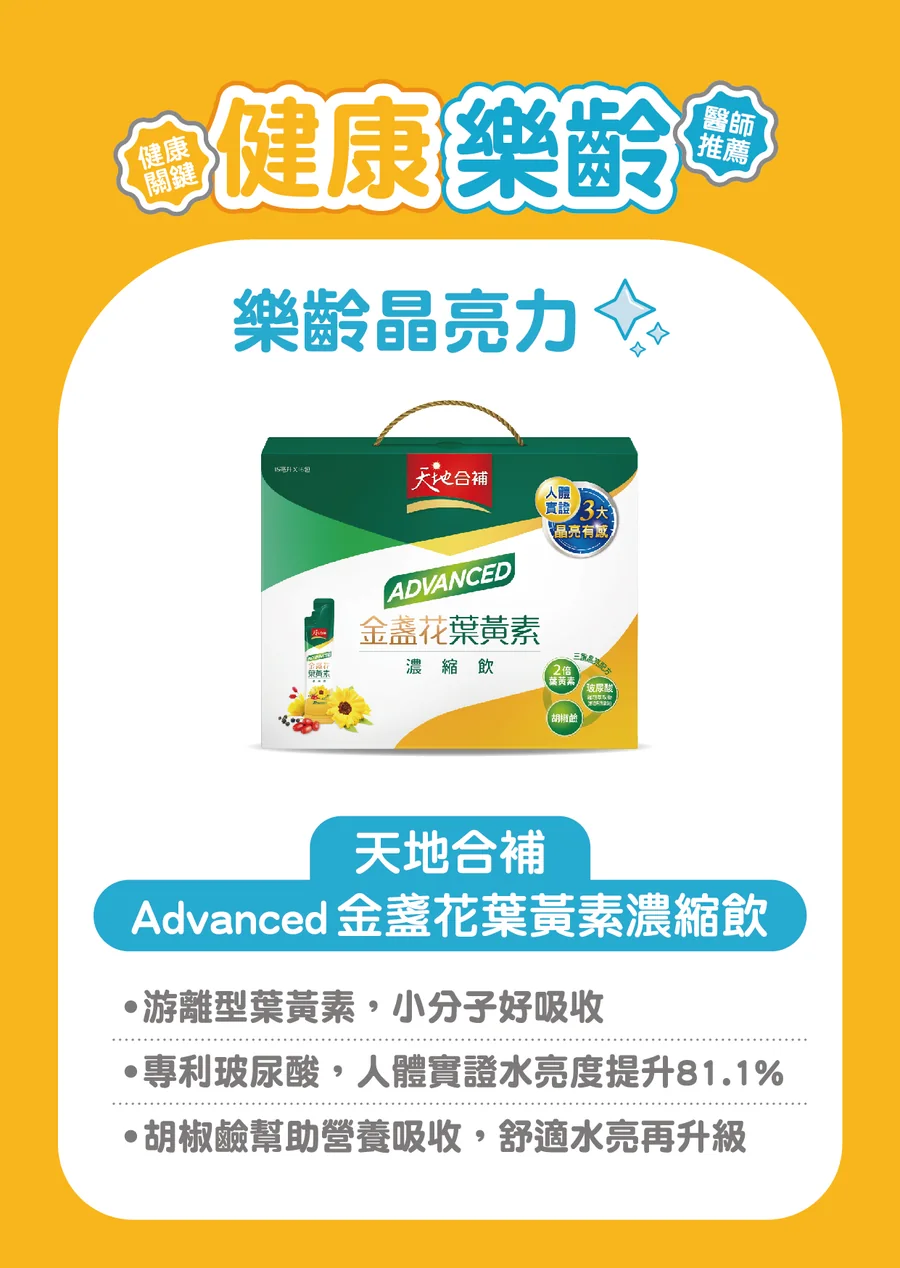 健康
關鍵
健康樂齡
醫師
推薦
樂齡晶亮力
天地合補
人體
實證
3大
晶亮有感
ADVANCED
金盞花葉黃素
濃縮飲
2倍
葉黃素
玻尿酸
胡椒鹼
天地合補
Advanced 金盞花葉黃素濃縮飲
•游離型葉黃素,小分子好吸收
•專利玻尿酸,人體實證水亮度提升81.1%
•胡椒鹼幫助營養吸收,舒適水亮再升級